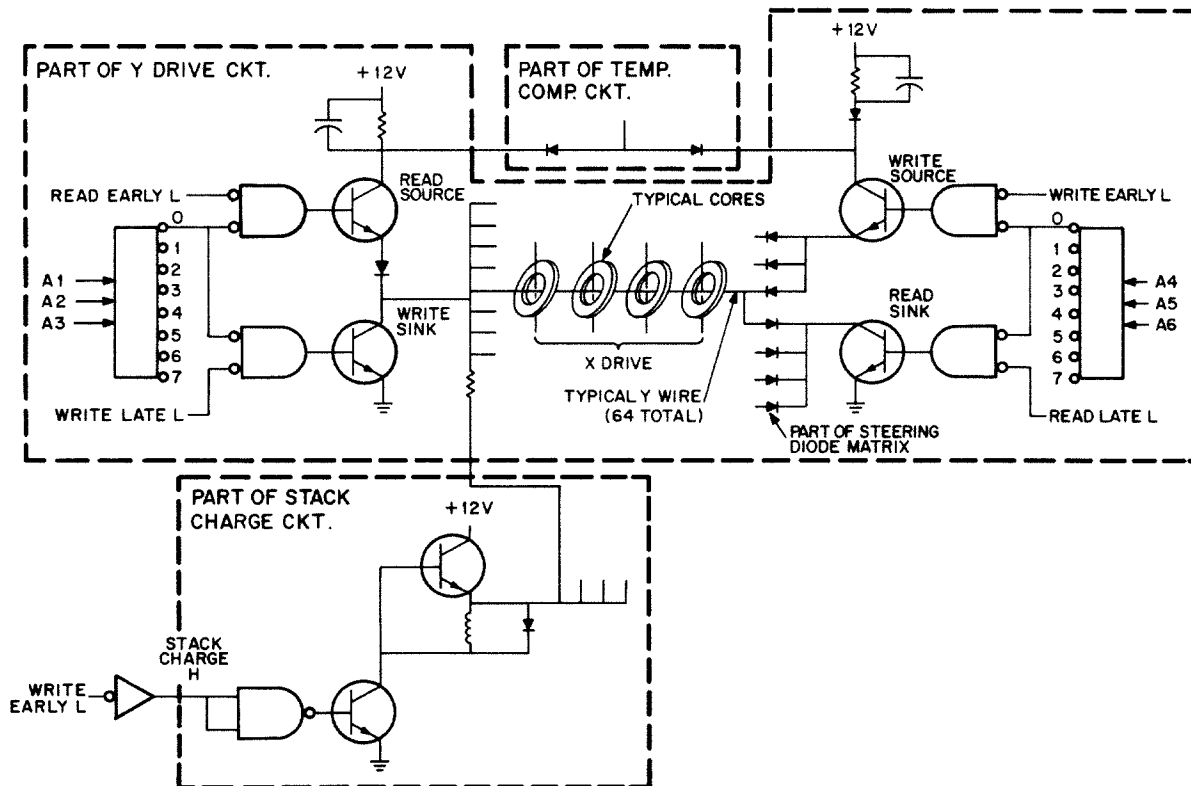 PART OF Y DRIVE CKT.
+12V
PART OF TEMP.
COMP. CKT.
+12V
READ EARLY L
READ
SOURCE
TYPICAL CORES
WRITE
SOURCE
WRITE EARLY L
0
1
2
3
4
5
6
7
A1
A2
A3
WRITE
SINK
X DRIVE
READ
SINK
0
1
2
3
4
5
6
7
A4
A5
A6
WRITE LATE L
TYPICAL Y WIRE
(64 TOTAL)
READ LATE L
PART OF STEERING
DIODE MATRIX
PART OF STACK
CHARGE CKT.
+12V
STACK
CHARGE
H
WRITE
EARLY L